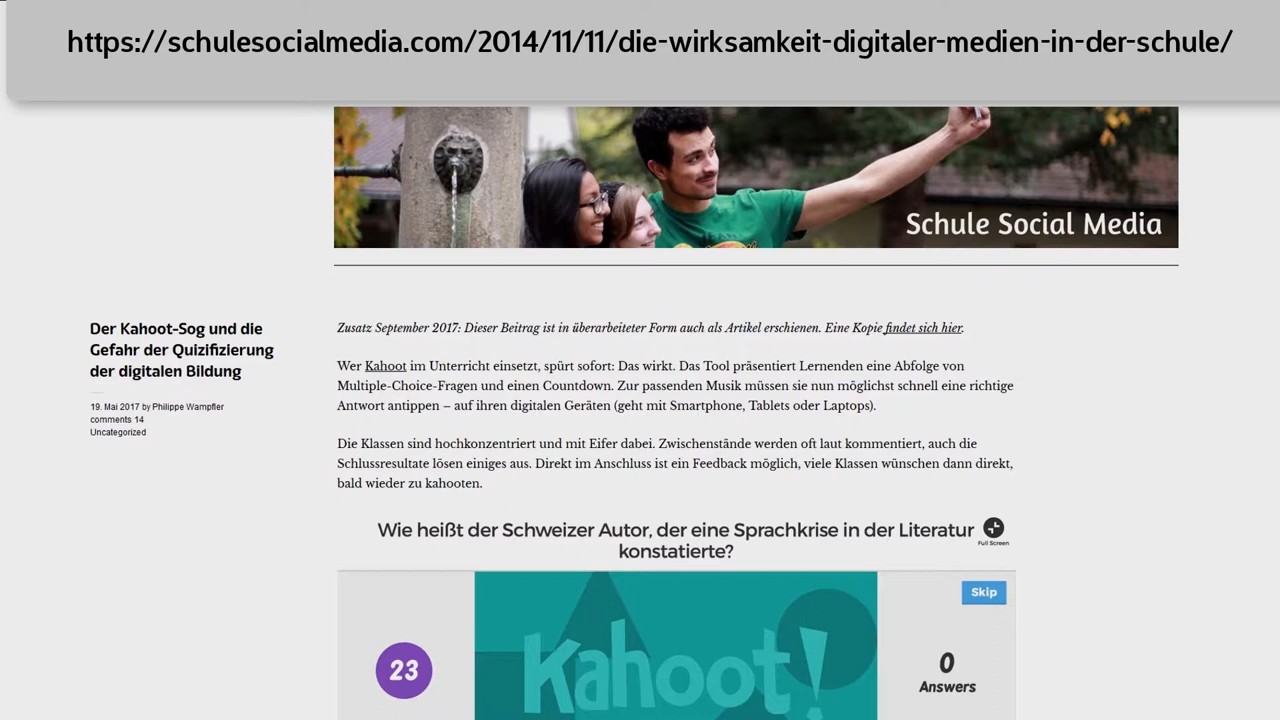 https://schulesocialmedia.com/2014/11/11/die-wirksamkeit-digitaler-medien-in-der-schule/
Schule Social Media
Der Kahoot-Sog und die
Gefahr der Quizifizierung
der digitalen Bildung
19. Mai 2017 by Philippe Wampfler
comments 14
Uncategorized
Zusatz September 2017: Dieser Beitrag ist in überarbeiteter Form auch als Artikel erschienen. Eine Kopie findet sich hier.
Wer Kahoot im Unterricht einsetzt, spürt sofort: Das wirkt. Das Tool präsentiert Lernenden eine Abfolge von
Multiple-Choice-Fragen und einen Countdown. Zur passenden Musik müssen sie nun möglichst schnell eine richtige
Antwort antippen – auf ihren digitalen Geräten (geht mit Smartphone, Tablets oder Laptops).
Die Klassen sind hochkonzentriert und mit Eifer dabei. Zwischenstände werden oft laut kommentiert, auch die
Schlussresultate lösen einiges aus. Direkt im Anschluss ist ein Feedback möglich, viele Klassen wünschen dann direkt,
bald wieder zu kahooten.
Wie heißt der Schweizer Autor, der eine Sprachkrise in der Literatur
konstatierte?
Full Screen
Skip
23
Kahoot!
0
Answers